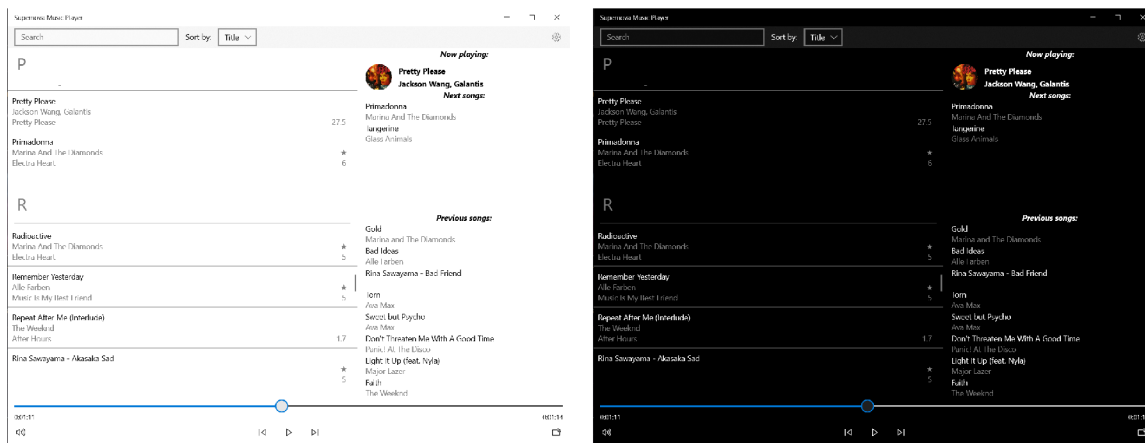 Supernova Music Player
Search
Sort by:
Title
P
Pretty Please
Jackson Wang, Galantis
Pretty Please
27.5
Primadonna
Marina And The Diamonds
★
Electra Heart
6
R
Radioactive
Marina And The Diamonds
★
Electra Heart
5
Remember Yesterday
Alle Farben
★
Music Is My Best Friend
5
Repeat After Me (Interlude)
The Weeknd
After Hours
1.7
Rina Sawayama - Akasaka Sad
★
5
Now playing:
Pretty Please
Jackson Wang, Galantis
Next songs:
Primadonna
Marina And The Diamonds
Tangerine
Glass Animals
Previous songs:
Gold
Marina and The Diamonds
Bad Ideas
Alle Farben
Rina Sawayama - Bad Friend
Torn
Ava Max
Sweet but Psycho
Ava Max
Don't Threaten Me With A Good Time
Panic! At The Disco
Light It Up (feat. Nyla)
Major Lazer
Faith
The Weeknd
0:01:11
0:01:14
Supernova Music Player
Search
Sort by:
Title
P
Pretty Please
Jackson Wang, Galantis
Pretty Please
27.5
Primadonna
Marina And The Diamonds
★
Electra Heart
6
R
Radioactive
Marina And The Diamonds
★
Electra Heart
5
Remember Yesterday
Alle Farben
★
Music Is My Best Friend
5
Repeat After Me (Interlude)
The Weeknd
After Hours
1.7
Rina Sawayama - Akasaka Sad
★
5
Now playing:
Pretty Please
Jackson Wang, Galantis
Next songs:
Primadonna
Marina And The Diamonds
Tangerine
Glass Animals
Previous songs:
Gold
Marina and The Diamonds
Bad Ideas
Alle Farben
Rina Sawayama - Bad Friend
Torn
Ava Max
Sweet but Psycho
Ava Max
Don't Threaten Me With A Good Time
Panic! At The Disco
Light It Up (feat. Nyla)
Major Lazer
Faith
The Weeknd
0:01:11